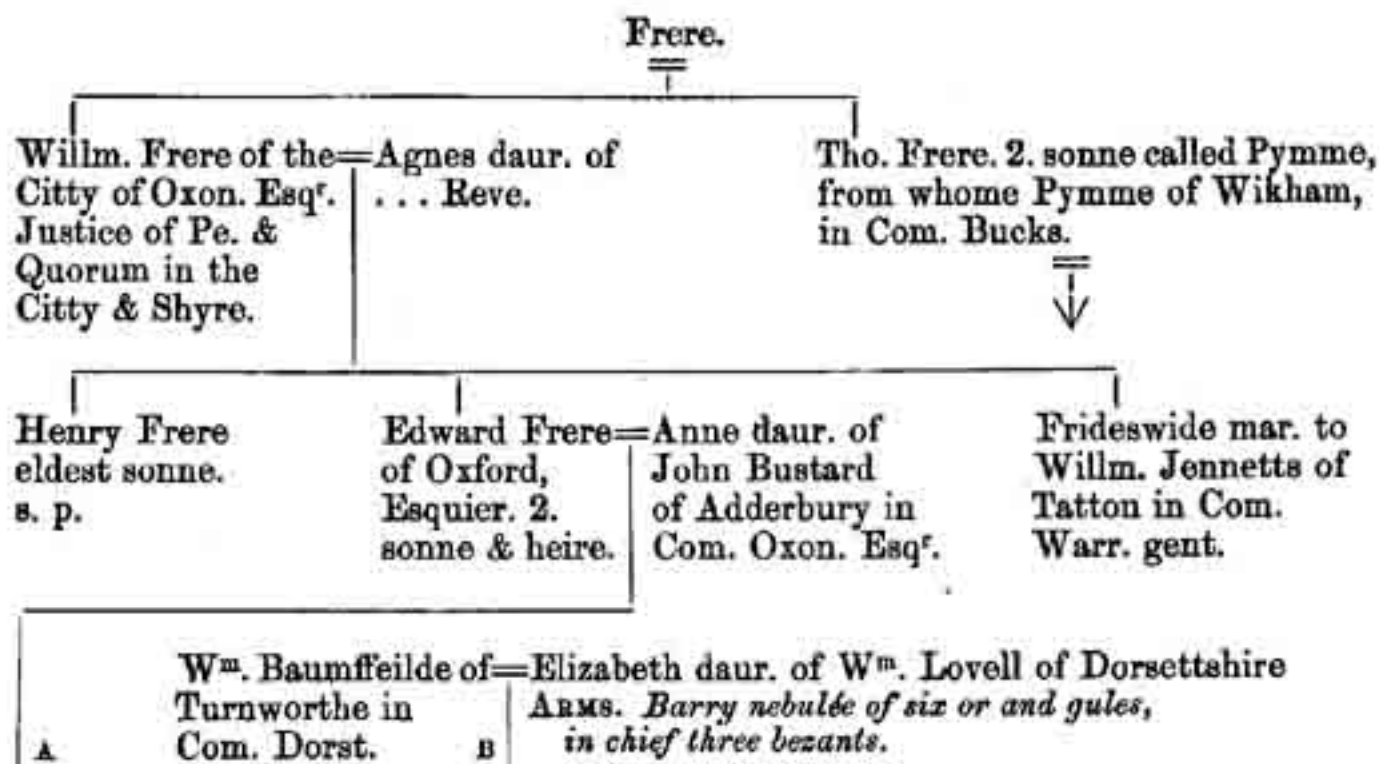 Frere.
Willm. Frere of the=Agnes daur. of
Citty of Oxon. Esqʳ. . . . Reve.
Justice of Pe. &
Quorum in the
Citty & Shyre.
Tho. Frere. 2. sonne called Pymme,
from whome Pymme of Wikham,
in Com. Bucks.
Henry Frere
eldest sonne.
s. p.
Edward Frere=Anne daur. of
of Oxford, John Bustard
Esquier. 2. of Adderbury in
sonne & heire. Com. Oxon. Esqʳ.
Frideswide mar. to
Willm. Jennetts of
Tatton in Com.
Warr. gent.
Wᵐ. Baumffeilde of=Elizabeth daur. of Wᵐ. Lovell of Dorsettshire
Turnworthe in ARMS. Barry nebulée of six or and gules,
A Com. Dorst. B in chief three bezants.